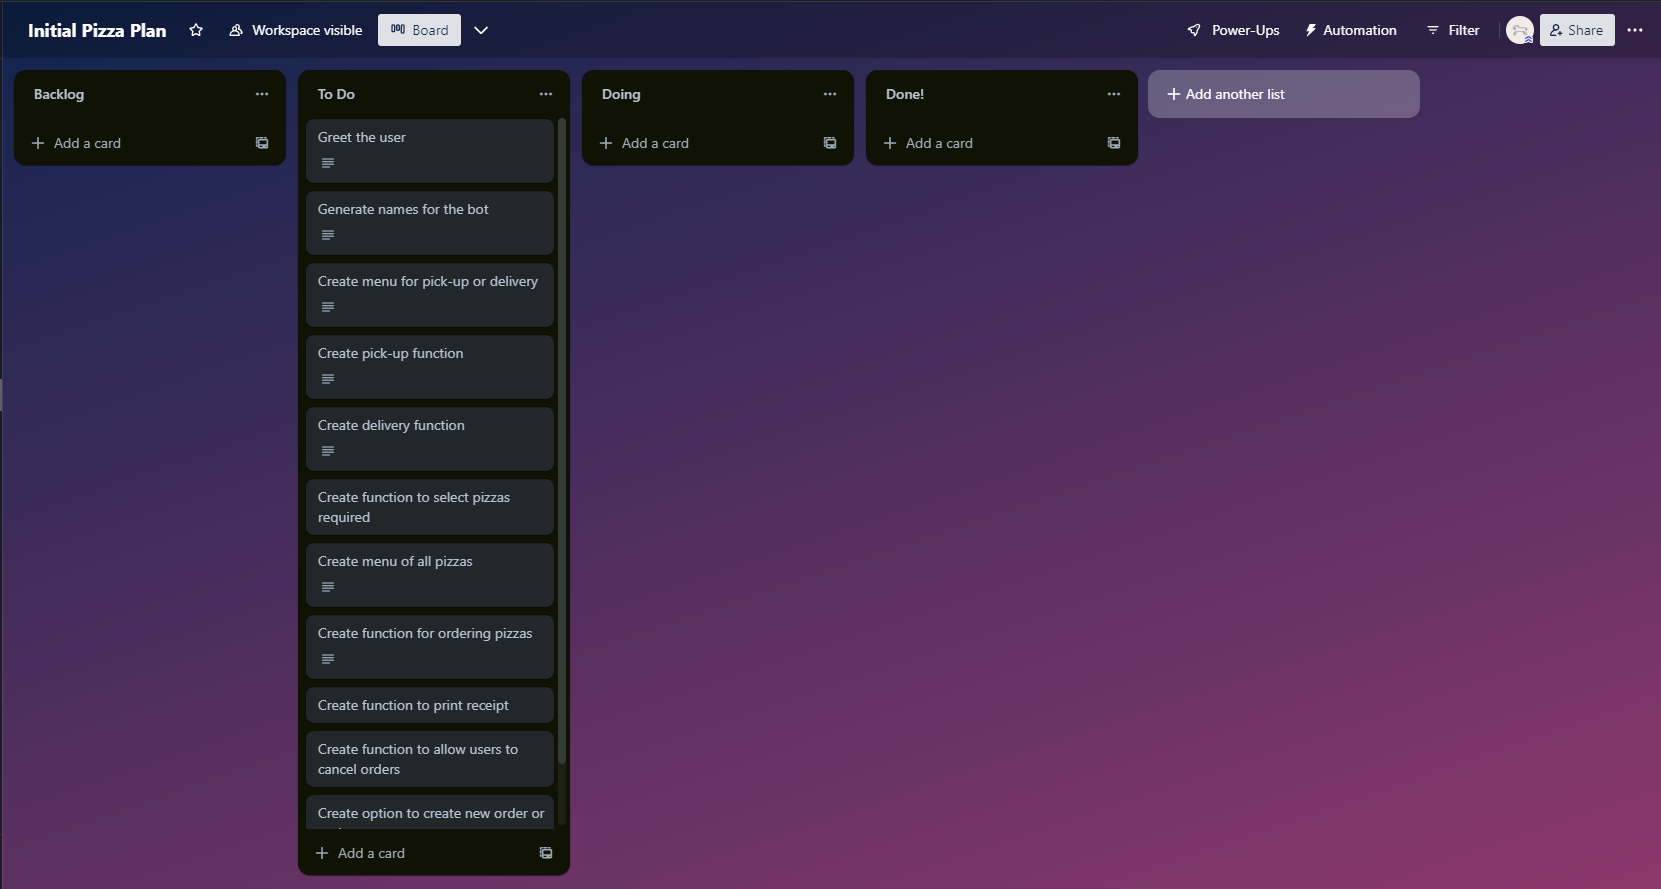 Initial Pizza Plan
Workspace visible
Board
Power-Ups
Automation
Filter
Share
Backlog
Add a card
To Do
Greet the user
Generate names for the bot
Create menu for pick-up or delivery
Create pick-up function
Create delivery function
Create function to select pizzas
required
Create menu of all pizzas
Create function for ordering pizzas
Create function to print receipt
Create function to allow users to
cancel orders
Create option to create new order or
Add a card
Doing
Add a card
Done!
Add a card
Add another list